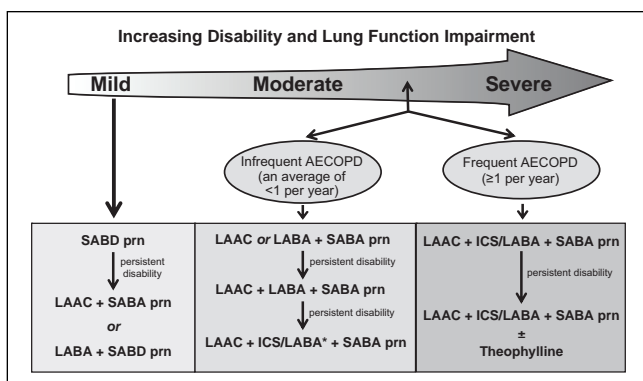 Increasing Disability and Lung Function Impairment
Mild
Moderate
Severe
Infrequent AECOPD
(an average of
<1 per year)
Frequent AECOPD
(≥1 per year)
SABD prn
persistent
disability
LAAC + SABA prn
or
LABA + SABD prn
LAAC or LABA + SABA prn
persistent disability
LAAC + LABA + SABA prn
persistent disability
LAAC + ICS/LABA* + SABA prn
LAAC + ICS/LABA + SABA prn
persistent disability
LAAC + ICS/LABA + SABA prn
±
Theophylline